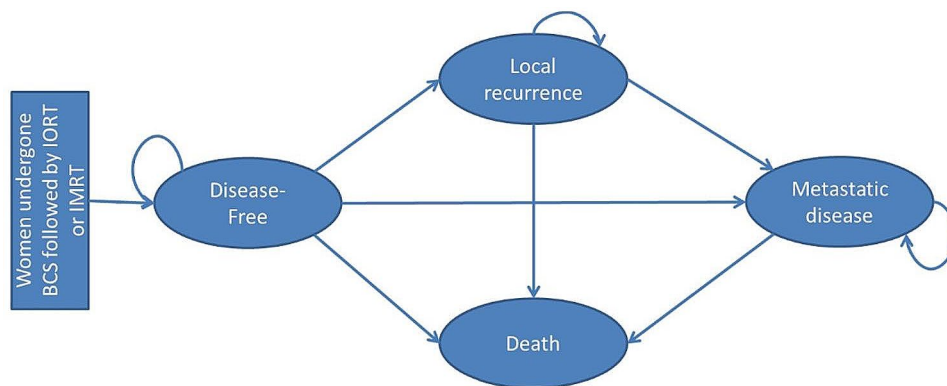 Women undergone
BCS followed by IORT
or IMRT
Disease-
Free
Local
recurrence
Metastatic
disease
Death